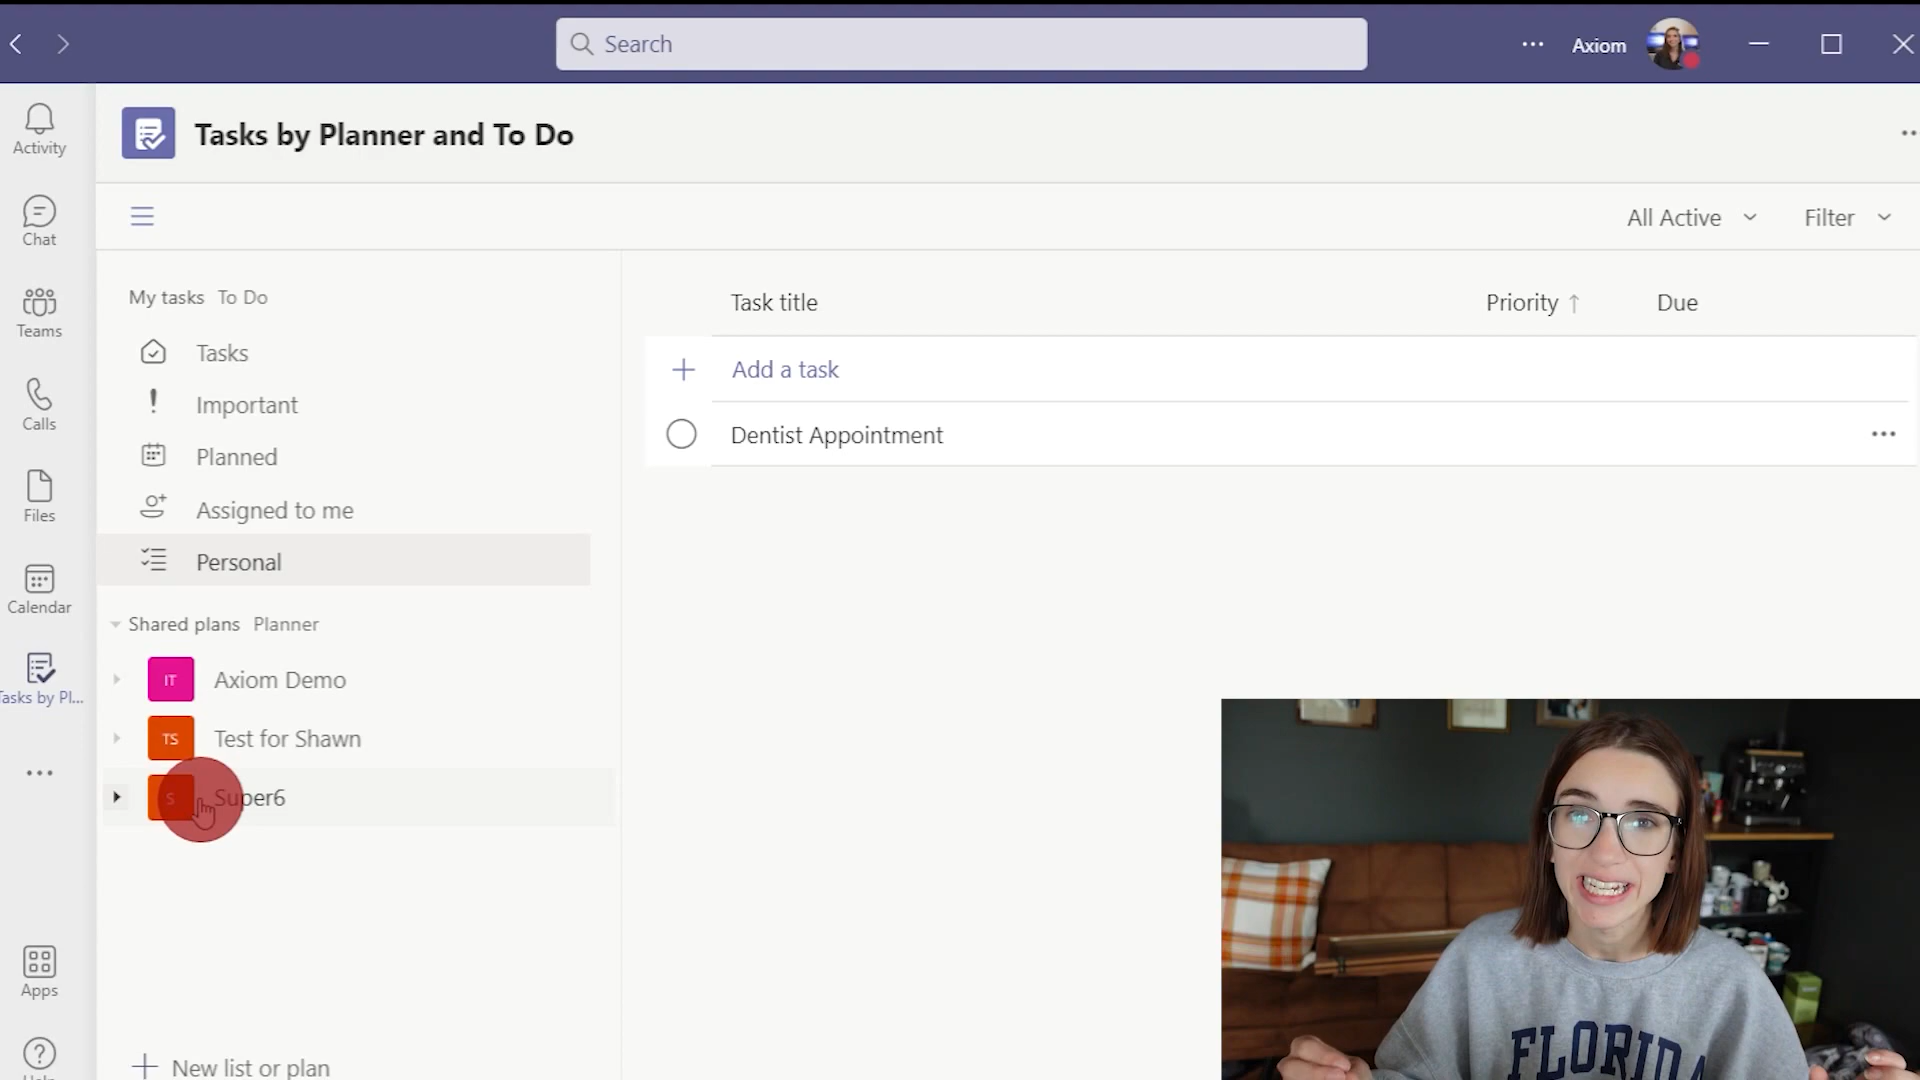 Search
Axiom
Activity
Chat
Teams
Calls
Files
Calendar
Tasks by Pl...
Apps
Tasks by Planner and To Do
All Active
Filter
My tasks To Do
Tasks
Important
Planned
Assigned to me
Personal
Shared plans Planner
IT Axiom Demo
TS Test for Shawn
S Super6
New list or plan
Task title
Priority ↑
Due
Add a task
Dentist Appointment
FLORIDA